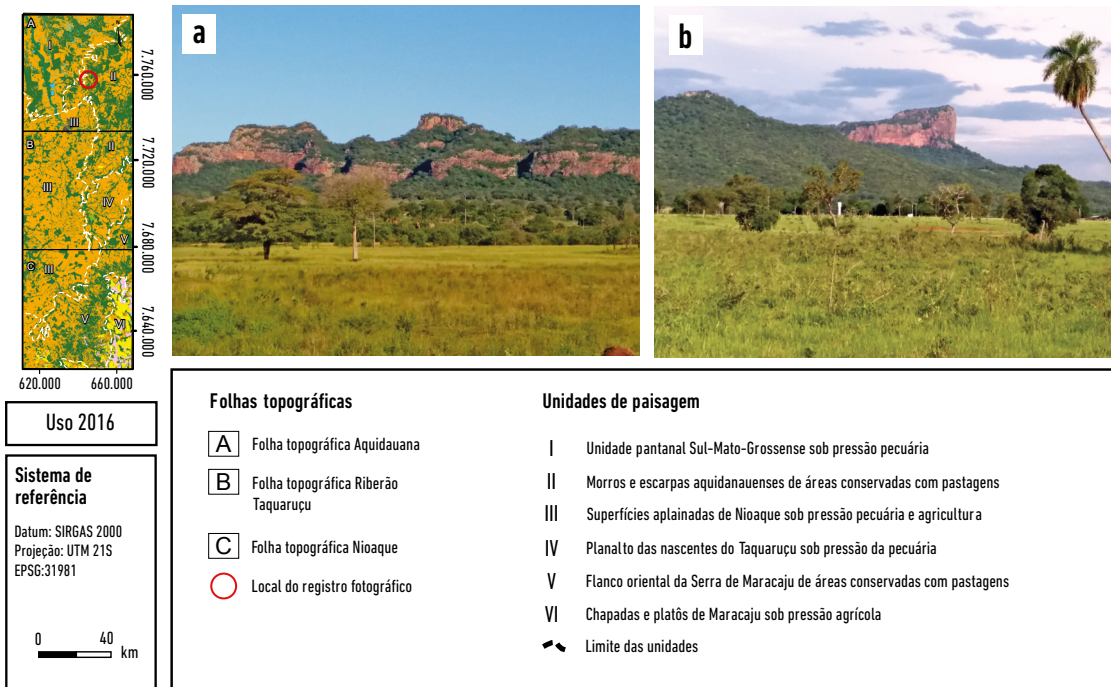 A
I
II
III
B
II
III
IV
V
C
III
V
VI
7.760.000
7.720.000
7.680.000
7.640.000
620.000 660.000
a
b
Uso 2016
Sistema de
referência
Datum: SIRGAS 2000
Projeção: UTM 21S
EPSG:31981
0 40
km
Folhas topográficas
A Folha topográfica Aquidauana
B Folha topográfica Riberão
Taquaruçu
C Folha topográfica Nioaque
Local do registro fotográfico
Unidades de paisagem
I Unidade pantanal Sul-Mato-Grossense sob pressão pecuária
II Morros e escarpas aquidanauenses de áreas conservadas com pastagens
III Superfícies aplainadas de Nioaque sob pressão pecuária e agricultura
IV Planalto das nascentes do Taquaruçu sob pressão da pecuária
V Flanco oriental da Serra de Maracaju de áreas conservadas com pastagens
VI Chapadas e platôs de Maracaju sob pressão agrícola
Limite das unidades